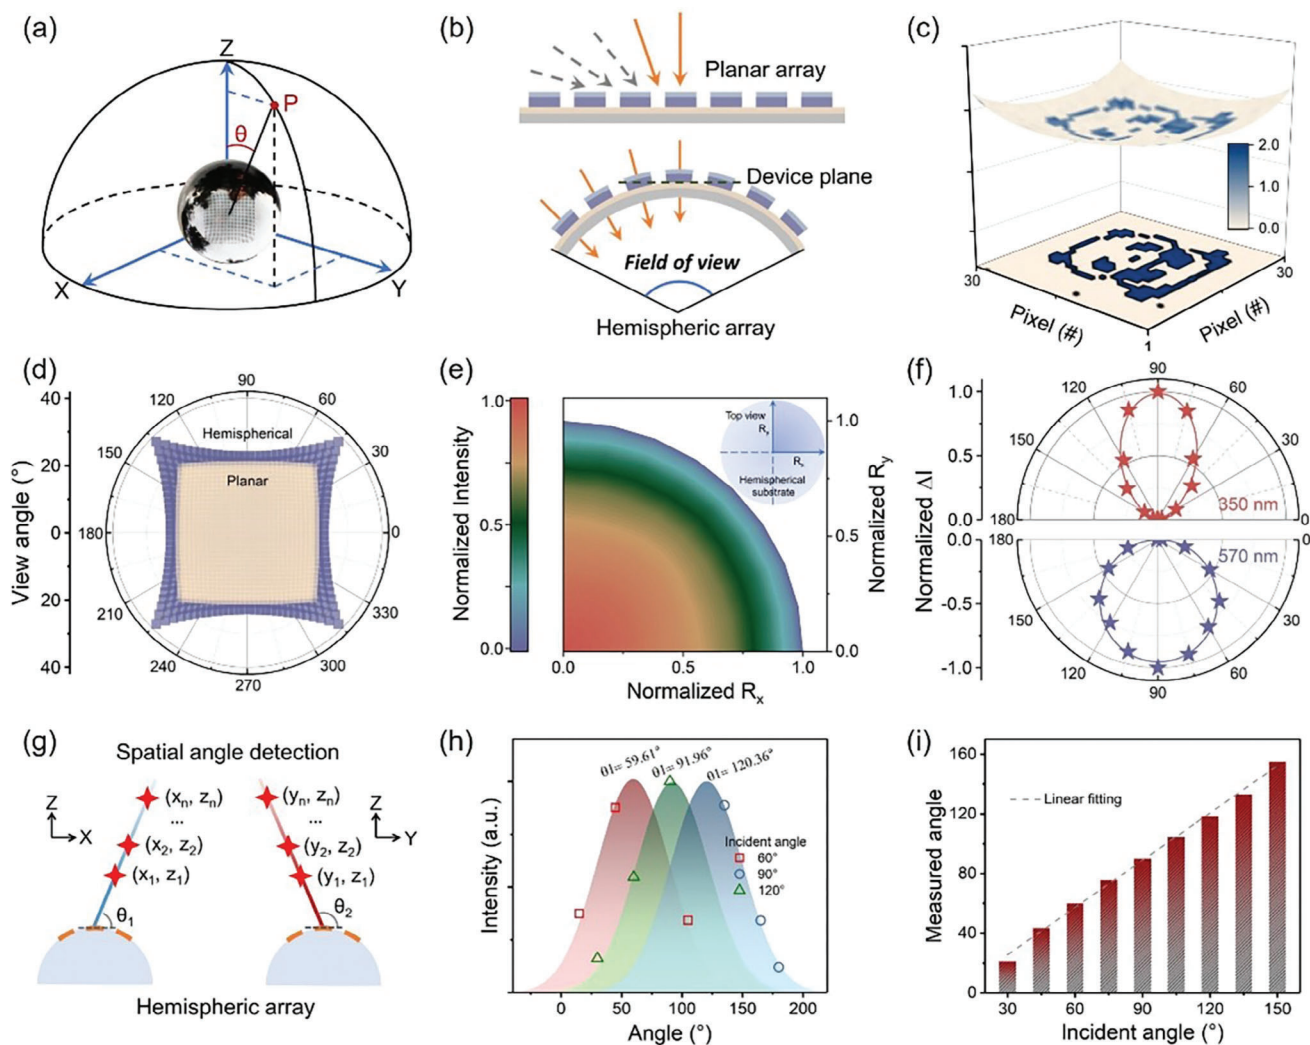 (a)
Z
P
θ
X
Y
(b)
Planar array
Device plane
Field of view
Hemispheric array
(c)
2.0
1.0
0.0
30
30
Pixel (#)
Pixel (#)
1
(d)
View angle (°)
40
20
0
20
40
90
120
60
150
30
180
0
210
330
240
300
270
Hemispherical
Planar
(e)
Normalized Intensity
1.0
0.5
0.0
Top view
Ry
Rx
Hemispherical
substrate
1.0
0.5
0.0
Normalized Ry
0.0
0.5
1.0
Normalized Rx
(f)
Normalized ΔI
1.0
0.5
0.0
0.0
-0.5
-1.0
90
120
60
150
30
180
0
350 nm
180
0
570 nm
150
30
120
60
90
(g)
Spatial angle detection
Z
X
(xn, zn)
...
(x2, z2)
(x1, z1)
θ1
(yn, zn)
...
(y2, z2)
(y1, z1)
θ2
Z
Y
Hemispheric array
(h)
Intensity (a.u.)
θ1= 59.61°
θ1= 91.96°
θ1= 120.36°
Incident angle
60°
90°
120°
0
50
100
150
200
Angle (°)
(i)
Measured angle
160
120
80
40
0
Linear fitting
30
60
90
120
150
Incident angle (°)